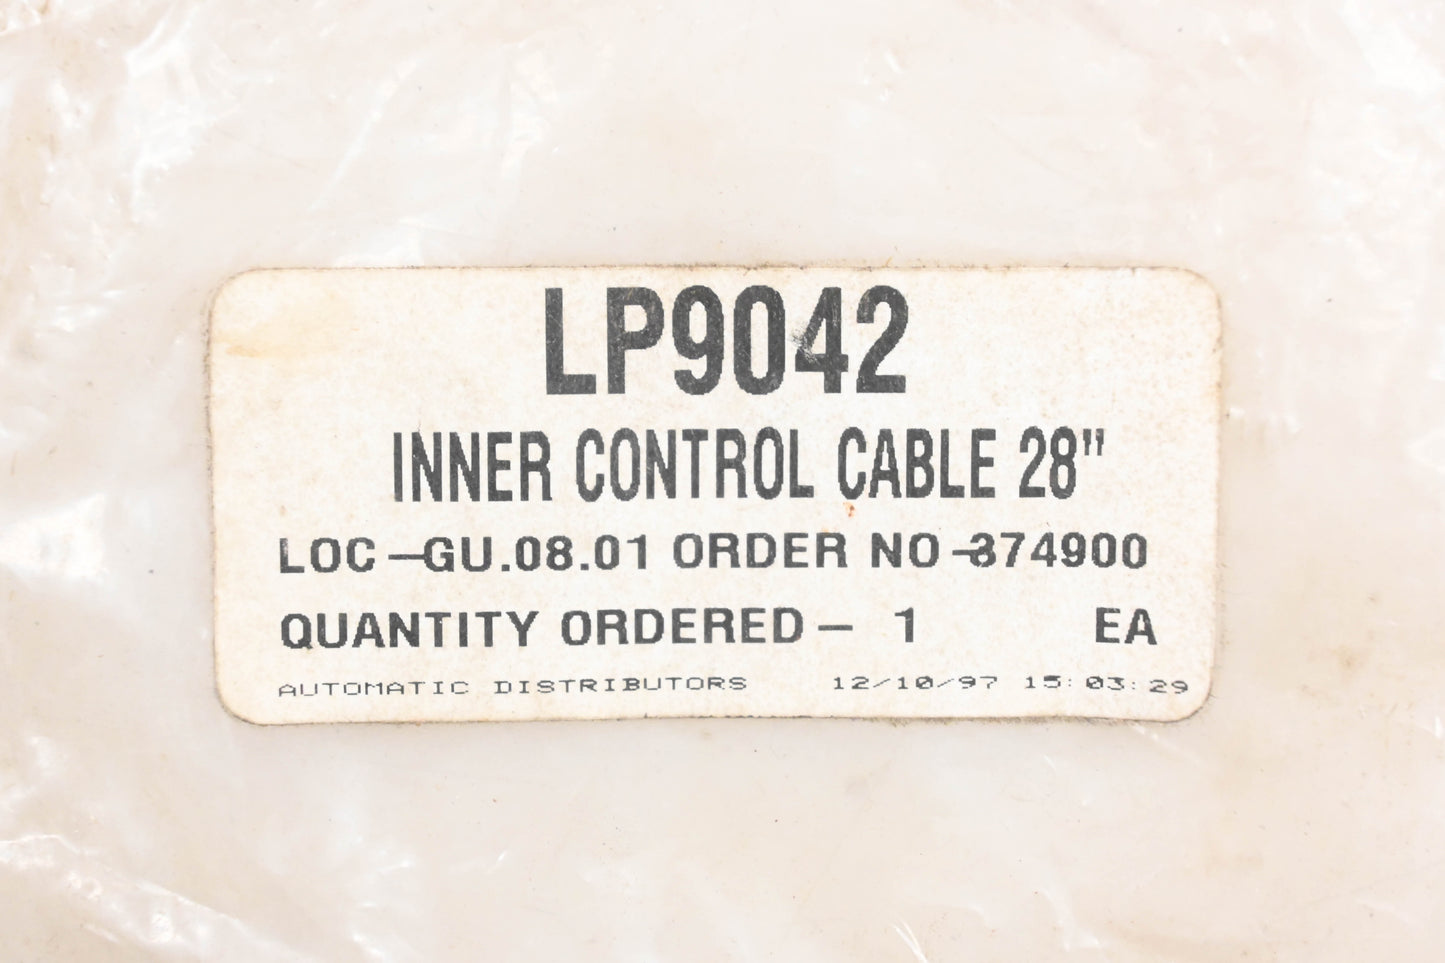 LP9042
INNER CONTROL CABLE 28"
LOC-GU.08.01 ORDER NO-374900
QUANTITY ORDERED- 1 EA
AUTOMATIC DISTRIBUTORS 12/10/97 15:03:29